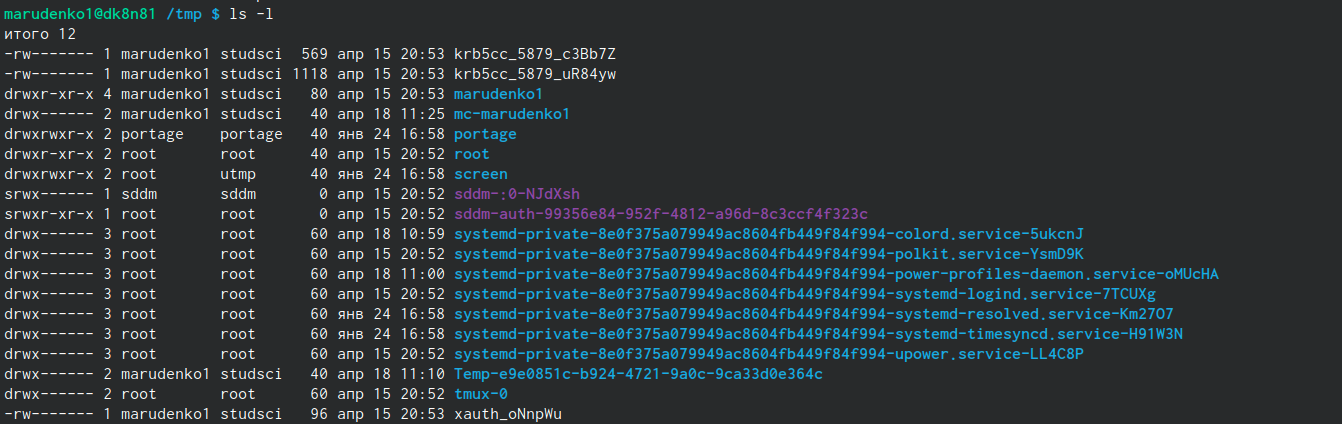 marudenko1@dk8n81 /tmp $ ls -l
итого 12
-rw------- 1 marudenko1 studsci  569 апр 15 20:53 krb5cc_5879_c3Bb7Z
-rw------- 1 marudenko1 studsci 1118 апр 15 20:53 krb5cc_5879_uR84yw
drwxr-xr-x 4 marudenko1 studsci   80 апр 15 20:53 marudenko1
drwx------ 2 marudenko1 studsci   40 апр 18 11:25 mc-marudenko1
drwxrwxr-x 2 portage    portage   40 янв 24 16:58 portage
drwxr-xr-x 2 root       root      40 апр 15 20:52 root
drwxrwxr-x 2 root       utmp      40 янв 24 16:58 screen
srwx------ 1 sddm       sddm       0 апр 15 20:52 sddm-:0-NJdXsh
srwxr-xr-x 1 root       root       0 апр 15 20:52 sddm-auth-99356e84-952f-4812-a96d-8c3ccf4f323c
drwx------ 3 root       root      60 апр 18 10:59 systemd-private-8e0f375a079949ac8604fb449f84f994-colord.service-5ukcnJ
drwx------ 3 root       root      60 апр 15 20:52 systemd-private-8e0f375a079949ac8604fb449f84f994-polkit.service-YsmD9K
drwx------ 3 root       root      60 апр 18 11:00 systemd-private-8e0f375a079949ac8604fb449f84f994-power-profiles-daemon.service-oMUcHA
drwx------ 3 root       root      60 апр 15 20:52 systemd-private-8e0f375a079949ac8604fb449f84f994-systemd-logind.service-7TCUXg
drwx------ 3 root       root      60 янв 24 16:58 systemd-private-8e0f375a079949ac8604fb449f84f994-systemd-resolved.service-Km27O7
drwx------ 3 root       root      60 янв 24 16:58 systemd-private-8e0f375a079949ac8604fb449f84f994-systemd-timesyncd.service-H91W3N
drwx------ 3 root       root      60 апр 15 20:52 systemd-private-8e0f375a079949ac8604fb449f84f994-upower.service-LL4C8P
drwx------ 2 marudenko1 studsci   40 апр 18 11:10 Temp-e9e0851c-b924-4721-9a0c-9ca33d0e364c
drwx------ 2 root       root      60 апр 15 20:52 tmux-0
-rw------- 1 marudenko1 studsci   96 апр 15 20:53 xauth_oNnpWu